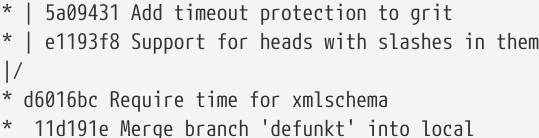 * | 5a09431 Add timeout protection to grit
* | e1193f8 Support for heads with slashes in them
|/
* d6016bc Require time for xmlschema
*  11d191e Merge branch 'defunkt' into local